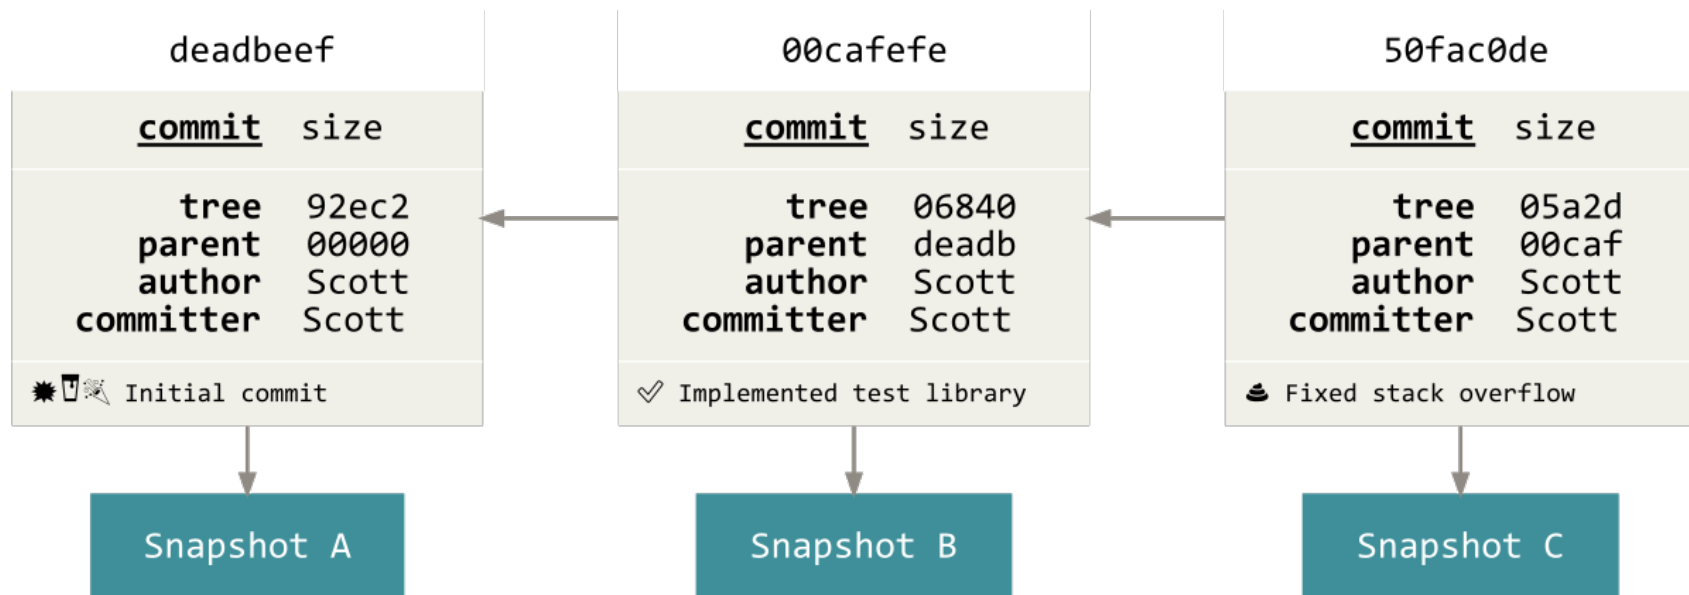 deadbeef
commit size
tree 92ec2
parent 00000
author Scott
committer Scott
Initial commit
Snapshot A
00cafefe
commit size
tree 06840
parent deadb
author Scott
committer Scott
Implemented test library
Snapshot B
50fac0de
commit size
tree 05a2d
parent 00caf
author Scott
committer Scott
Fixed stack overflow
Snapshot C